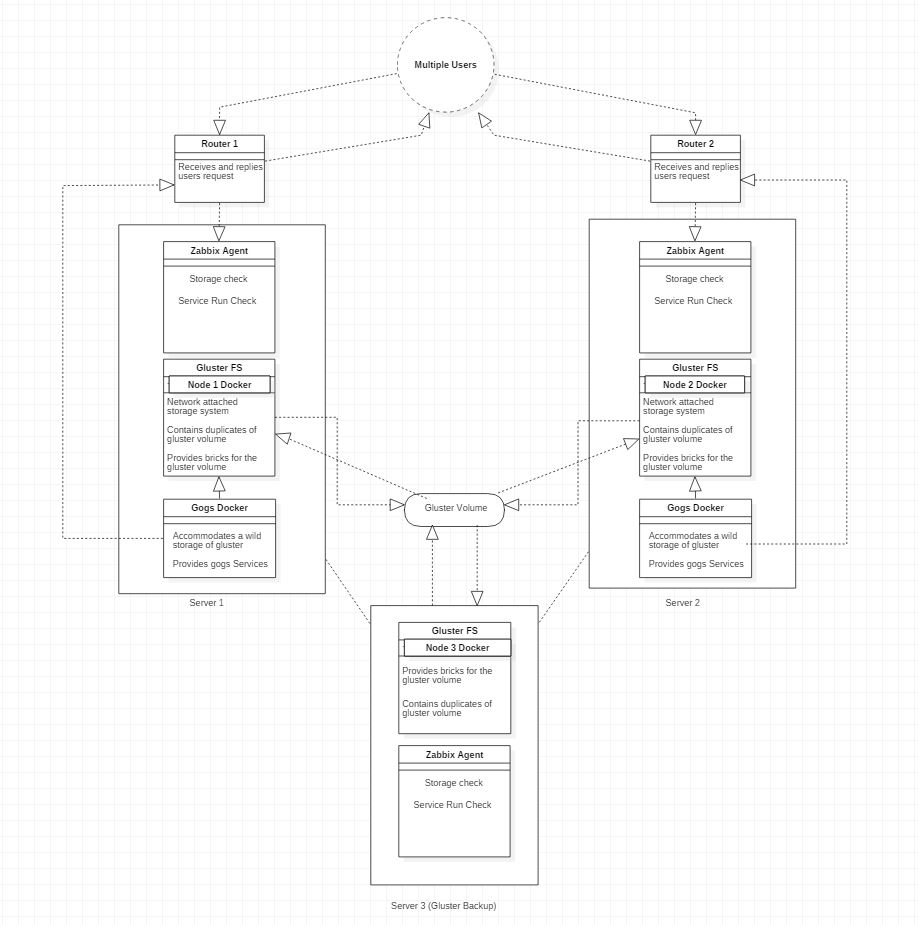 Multiple Users
Router 1
Receives and replies
users request
Router 2
Receives and replies
users request
Zabbix Agent
Storage check
Service Run Check
Gluster FS
Node 1 Docker
Network attached
storage system
Contains duplicates of
gluster volume
Provides bricks for the
gluster volume
Gogs Docker
Accommodates a wild
storage of gluster
Provides gogs Services
Server 1
Zabbix Agent
Storage check
Service Run Check
Gluster FS
Node 2 Docker
Network attached
storage system
Contains duplicates of
gluster volume
Provides bricks for the
gluster volume
Gogs Docker
Accommodates a wild
storage of gluster
Provides gogs Services
Server 2
Gluster Volume
Gluster FS
Node 3 Docker
Provides bricks for the
gluster volume
Contains duplicates of
gluster volume
Zabbix Agent
Storage check
Service Run Check
Server 3 (Gluster Backup)